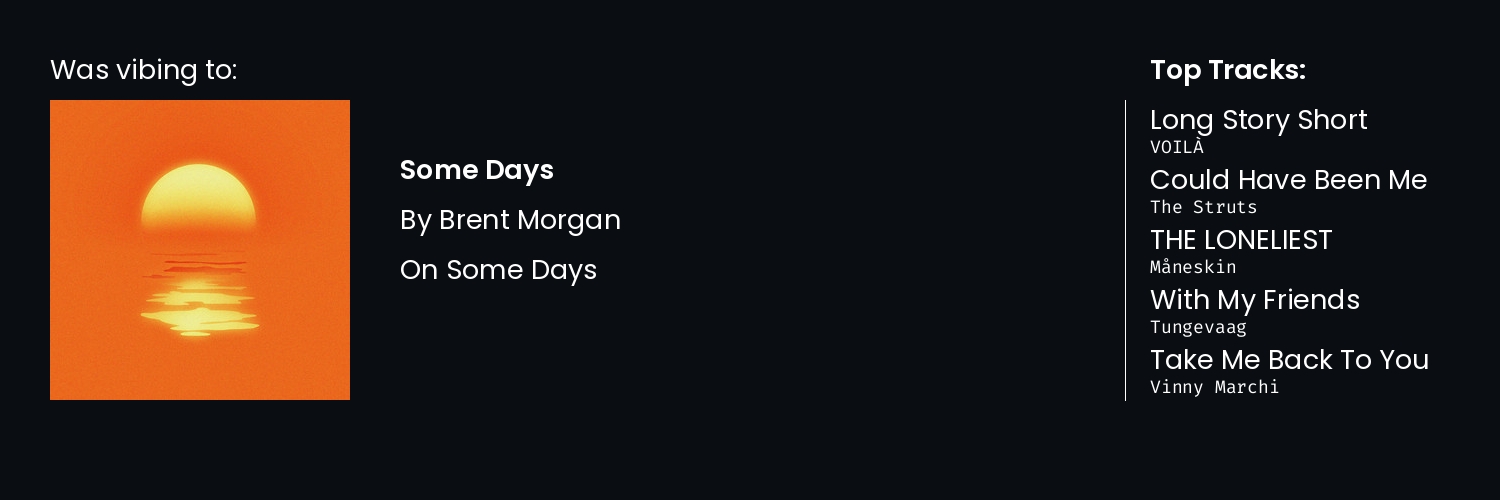 Was vibing to:
Some Days
By Brent Morgan
On Some Days
Top Tracks:
Long Story Short
VOILÀ
Could Have Been Me
The Struts
THE LONELIEST
Måneskin
With My Friends
Tungevaag
Take Me Back To You
Vinny Marchi